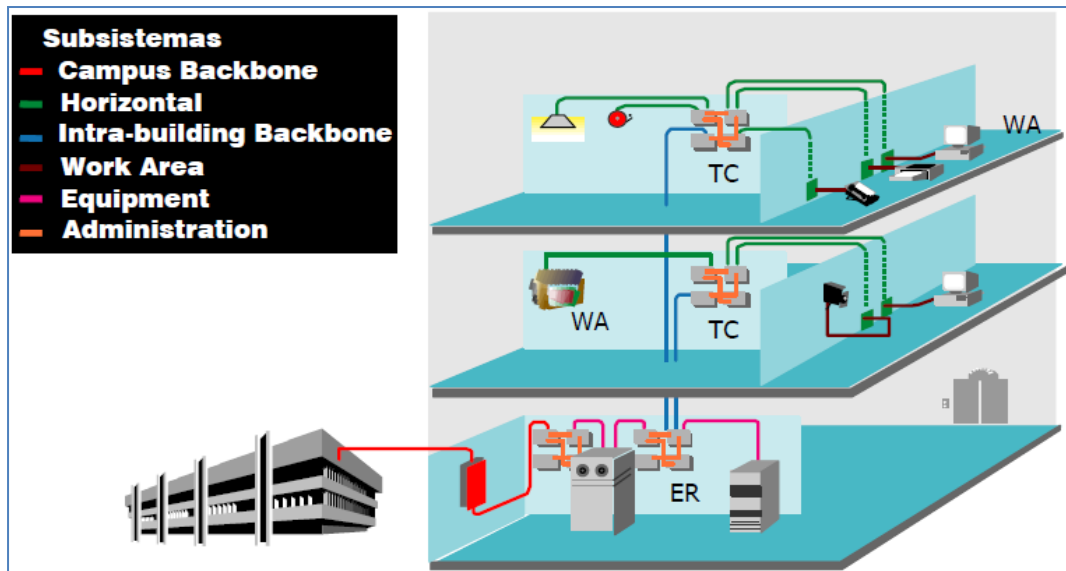 Subsistemas
Campus Backbone
Horizontal
Intra-building Backbone
Work Area
Equipment
Administration
WA
TC
WA
TC
ER